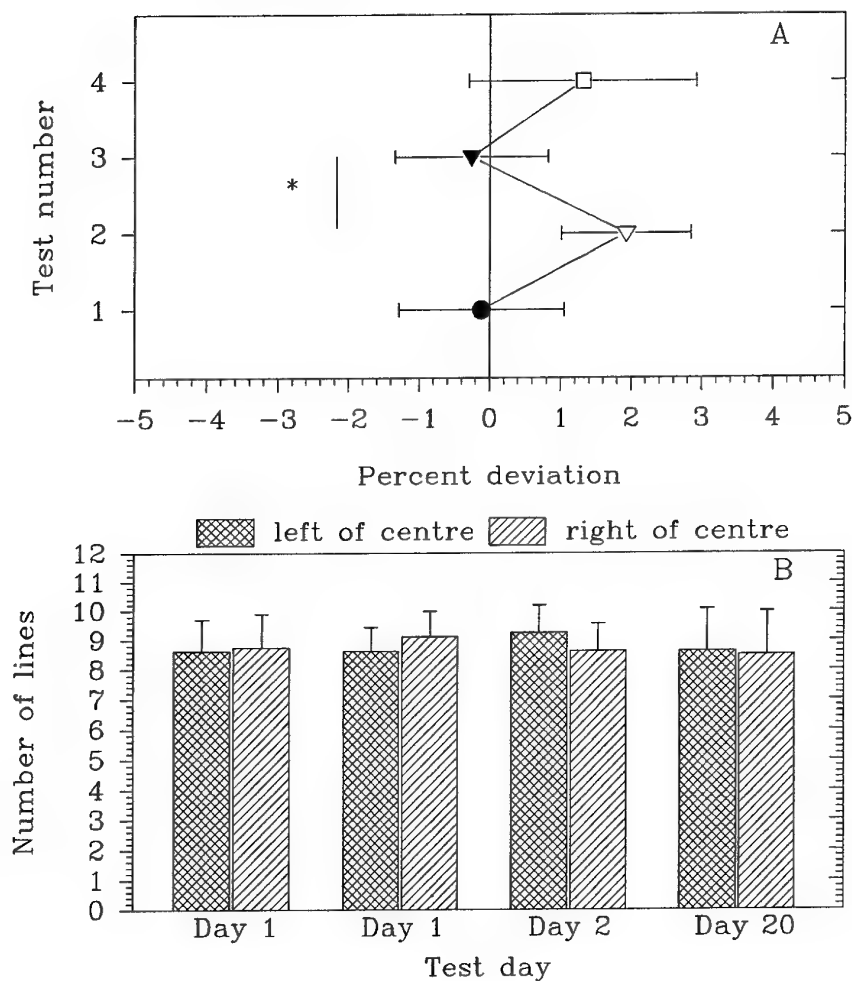 A
Test number
4
3
*
2
1
−5 −4 −3 −2 −1 0 1 2 3 4 5
Percent deviation
left of centre right of centre
B
Number of lines
12
11
10
9
8
7
6
5
4
3
2
1
0
Day 1 Day 1 Day 2 Day 20
Test day